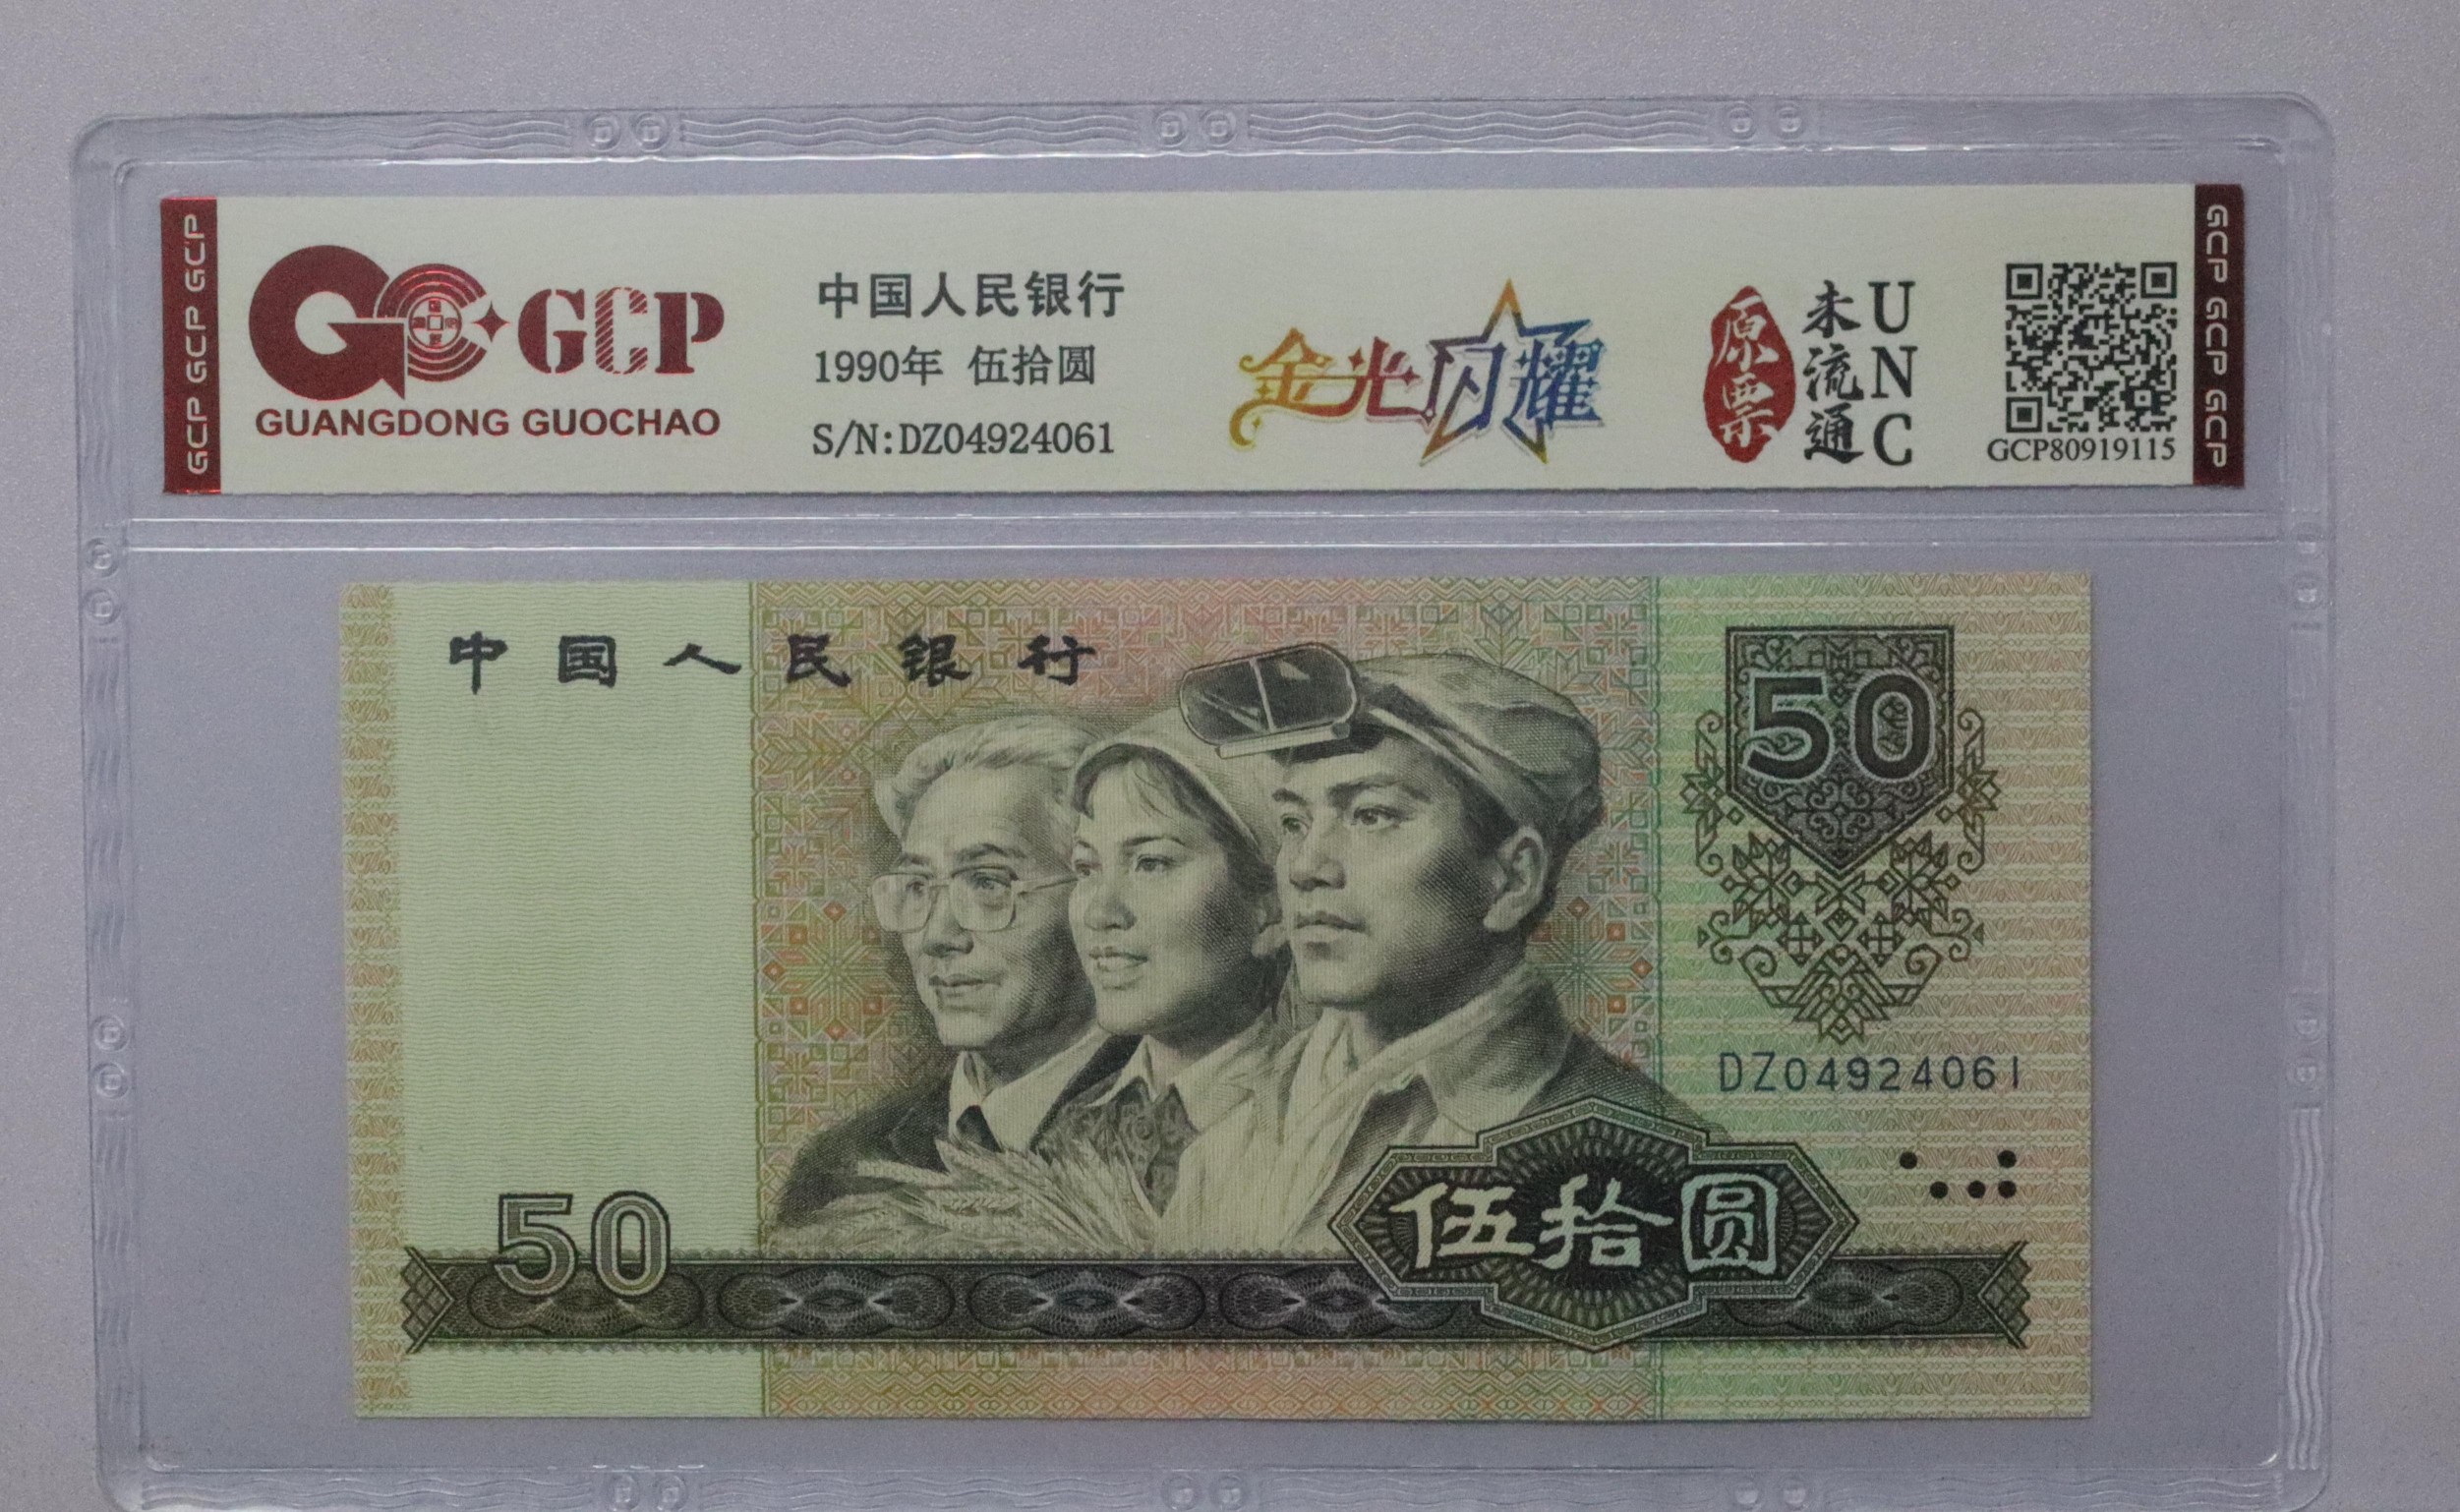 GCP GCP GCP
GCP
GUANGDONG GUOCHAO
中国人民银行
1990年 伍拾圆
S/N:DZ04924061
金光闪耀
原票
未流通
UNC
GCP80919115
GCP GCP GCP
中国人民银行
50
DZ04924061
50
伍拾圆